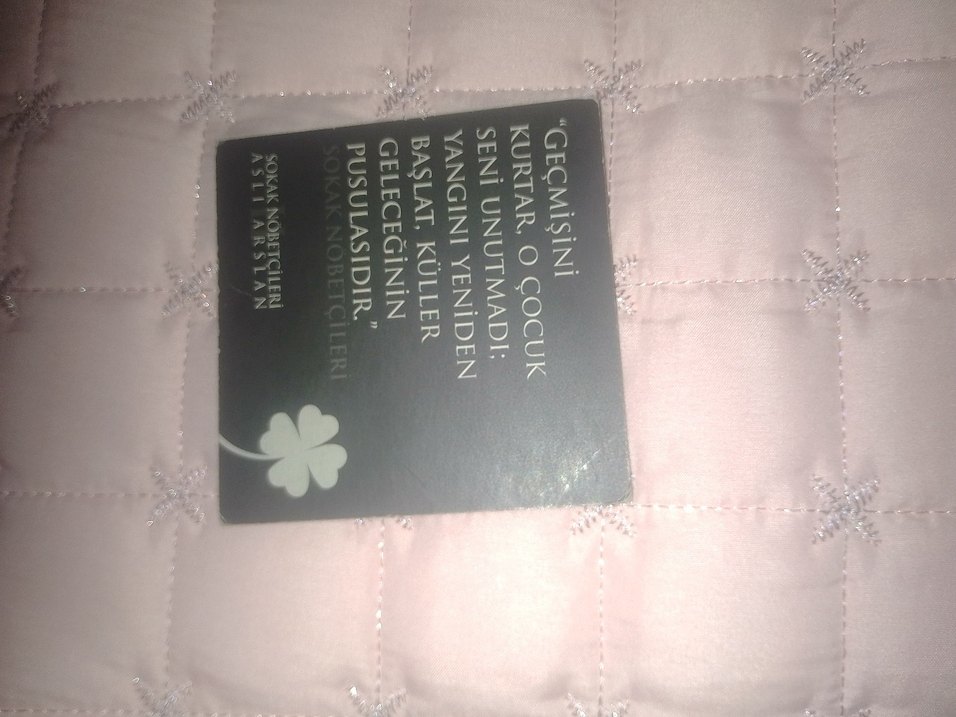 “GEÇMİŞİNİ
KURTAR, O ÇOCUK
SENİ UNUTMADI;
YANGINI YENİDEN
BAŞLAT, KÜLLER
GELECEĞİNİN
PUSULASIDIR.”
SOKAK NÖBETÇİLERİ
SOKAK NÖBETÇİLERİ
ASLI ARSLAN